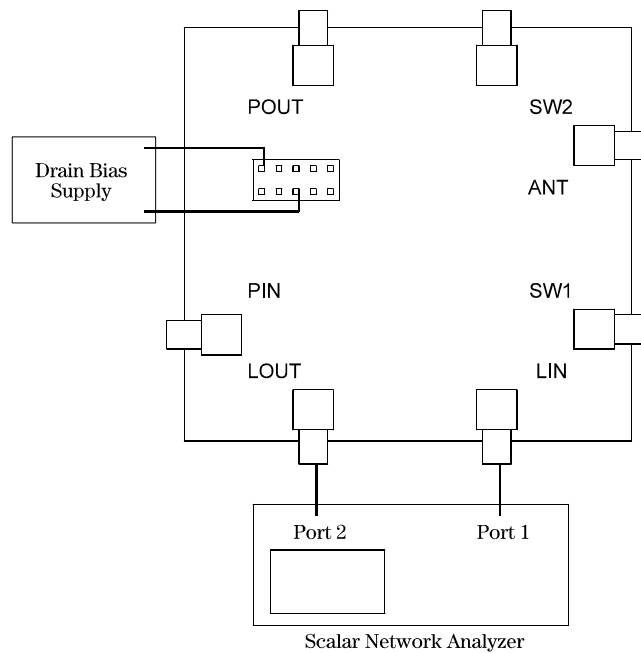 POUT
SW2
Drain Bias
Supply
ANT
PIN
SW1
LOUT
LIN
Port 2
Port 1
Scalar Network Analyzer